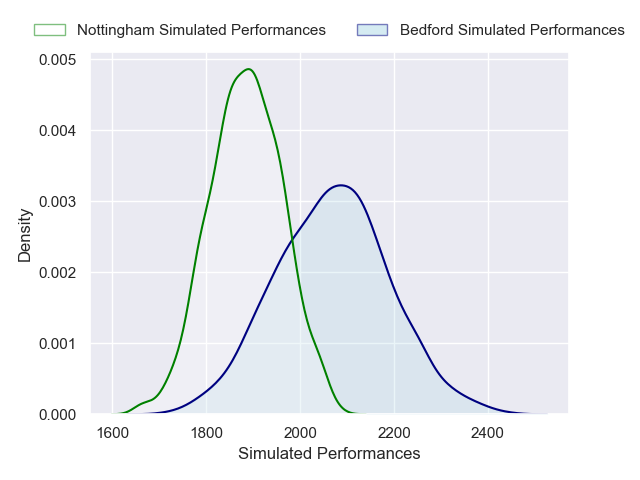 Nottingham Simulated Performances
Bedford Simulated Performances
0.005
0.004
0.003
0.002
0.001
0.000
Density
1600 1800 2000 2200 2400
Simulated Performances